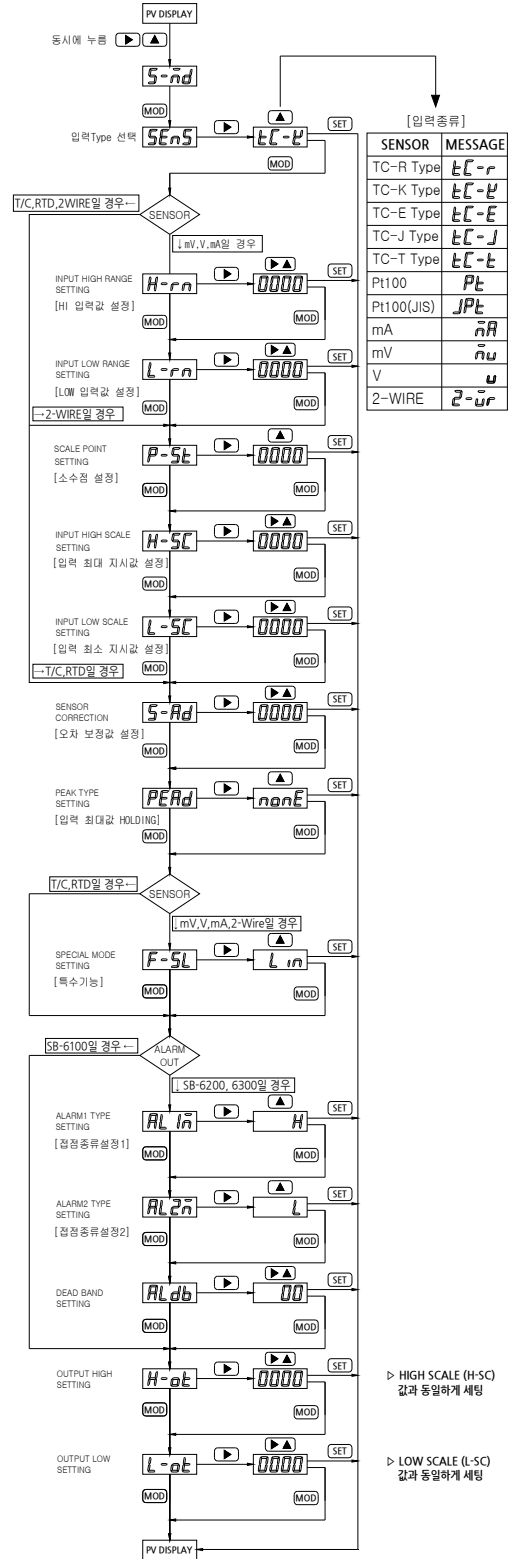 PV DISPLAY
동시에 누름 ▶ ▲
S-nd
MOD
입력Type 선택 SEnS ▶ ▲ tC-K SET
MOD
[입력종류]
SENSOR MESSAGE
TC-R Type tC-r
TC-K Type tC-K
TC-E Type tC-E
TC-J Type tC-J
TC-T Type tC-t
Pt100 Pt
Pt100(JIS) JPt
mA mA
mV mu
V u
2-WIRE 2-wr
T/C,RTD,2WIRE일 경우←
SENSOR
↓mV,V,mA일 경우
INPUT HIGH RANGE
SETTING
[HI 입력값 설정]
H-rn ▶ ▶▲ 0000 SET
MOD MOD
INPUT LOW RANGE
SETTING
[LOW 입력값 설정]
L-rn ▶ ▶▲ 0000 SET
MOD MOD
→2-WIRE일 경우
SCALE POINT
SETTING
[소수점 설정]
P-St ▶ ▲ 0000 SET
MOD MOD
INPUT HIGH SCALE
SETTING
[입력 최대 지시값 설정]
H-SC ▶ ▶▲ 0000 SET
MOD MOD
INPUT LOW SCALE
SETTING
[입력 최소 지시값 설정]
L-SC ▶ ▶▲ 0000 SET
MOD MOD
→T/C,RTD일 경우
SENSOR
CORRECTION
[오차 보정값 설정]
S-Ad ▶ ▶▲ 0000 SET
MOD MOD
PEAK TYPE
SETTING
[입력 최대값 HOLDING]
PEAd ▶ ▲ nonE SET
MOD MOD
T/C,RTD일 경우←
SENSOR
↓mV,V,mA,2-Wire일 경우
SPECIAL MODE
SETTING
[특수기능]
F-SL ▶ ▲ Lin SET
MOD MOD
SB-6100일 경우←
ALARM
OUT
↓ SB-6200, 6300일 경우
ALARM1 TYPE
SETTING
[접점종류설정1]
AL1m ▶ ▲ H SET
MOD MOD
ALARM2 TYPE
SETTING
[접점종류설정2]
AL2m ▶ ▲ L SET
MOD MOD
DEAD BAND
SETTING
ALdb ▶ ▶▲ 00 SET
MOD MOD
OUTPUT HIGH
SETTING
H-ot ▶ ▶▲ 0000 SET
MOD MOD
▷ HIGH SCALE (H-SC)
값과 동일하게 세팅
OUTPUT LOW
SETTING
L-ot ▶ ▶▲ 0000 SET
MOD MOD
▷ LOW SCALE (L-SC)
값과 동일하게 세팅
PV DISPLAY